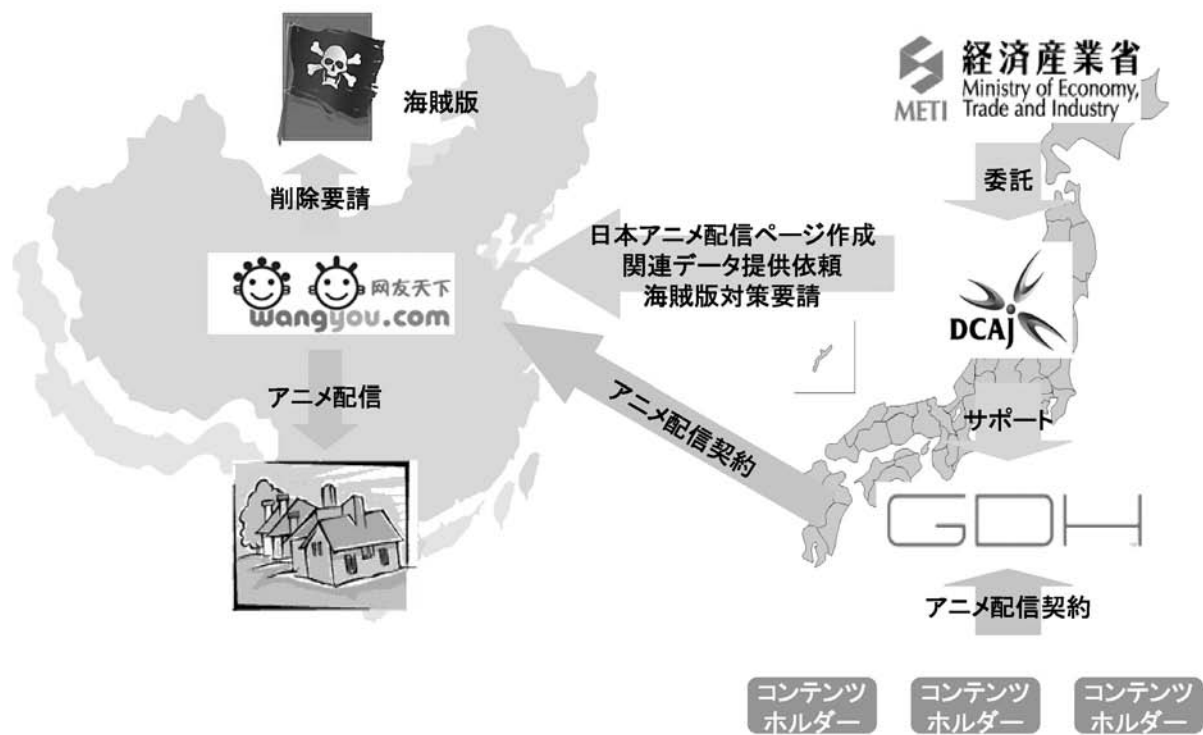 海賊版
経済産業省
Ministry of Economy,
Trade and Industry
METI
削除要請
委託
日本アニメ配信ページ作成
関連データ提供依頼
海賊版対策要請
网友天下
wangyou.com
DCAJ
アニメ配信
アニメ配信契約
サポート
GDH
アニメ配信契約
コンテンツ
ホルダー
コンテンツ
ホルダー
コンテンツ
ホルダー